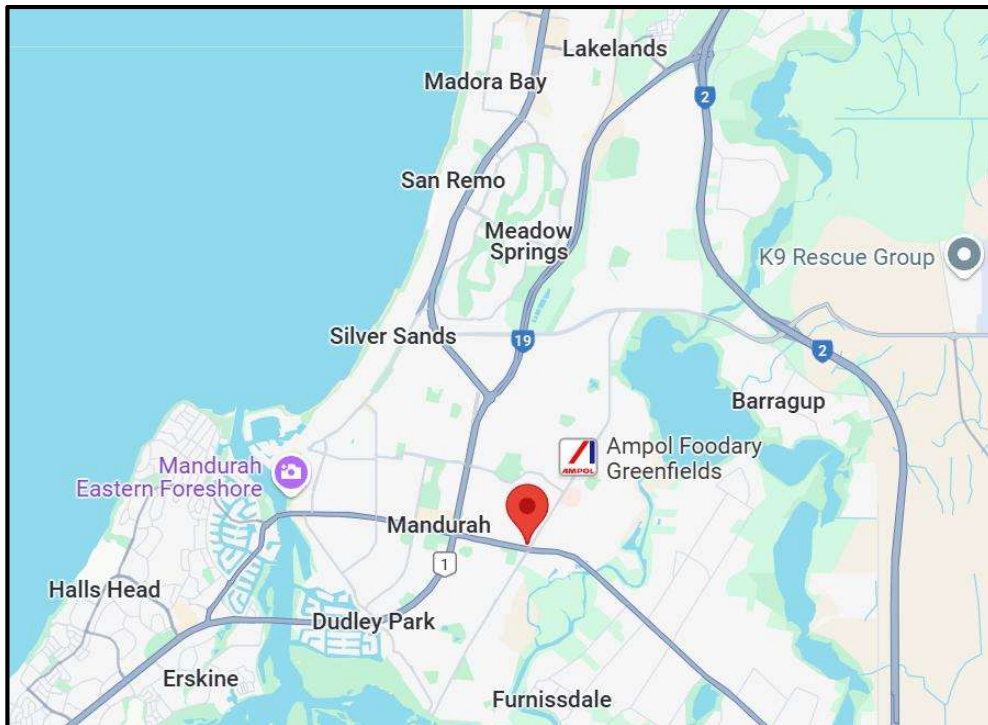 Lakelands
Madora Bay
2
San Remo
Meadow
Springs
K9 Rescue Group
Silver Sands
19
2
Barragup
Ampol Foodary
Greenfields
AMPOL
Mandurah
Eastern Foreshore
Mandurah
1
Halls Head
Dudley Park
Erskine
Furnissdale